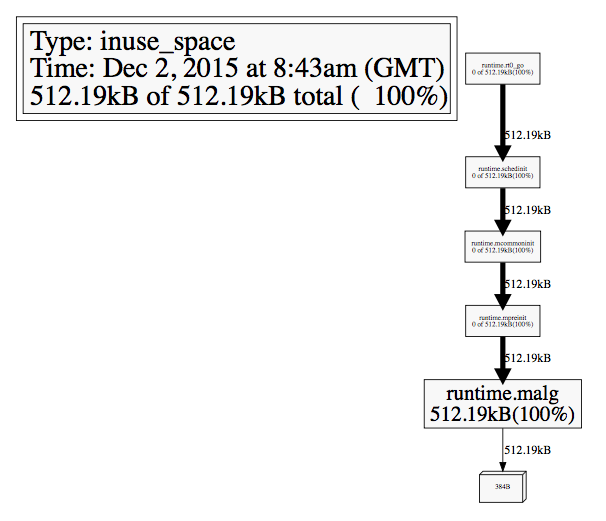 Type: inuse_space
Time: Dec 2, 2015 at 8:43am (GMT)
512.19kB of 512.19kB total ( 100%)
runtime.rt0_go
0 of 512.19kB(100%)
512.19kB
runtime.schedinit
0 of 512.19kB(100%)
512.19kB
runtime.mcommoninit
0 of 512.19kB(100%)
512.19kB
runtime.mpreinit
0 of 512.19kB(100%)
512.19kB
runtime.malg
512.19kB(100%)
512.19kB
384B